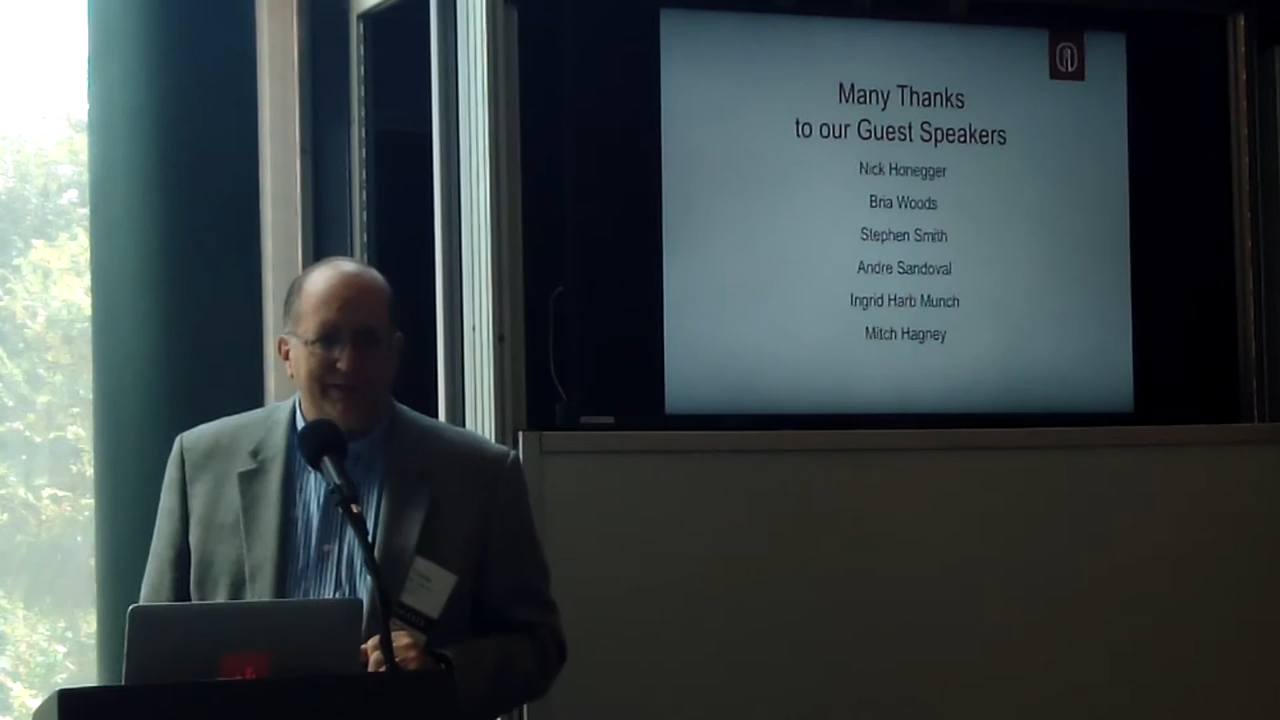 Many Thanks
to our Guest Speakers
Nick Honegger
Bria Woods
Stephen Smith
Andre Sandoval
Ingrid Harb Munch
Mitch Hagney